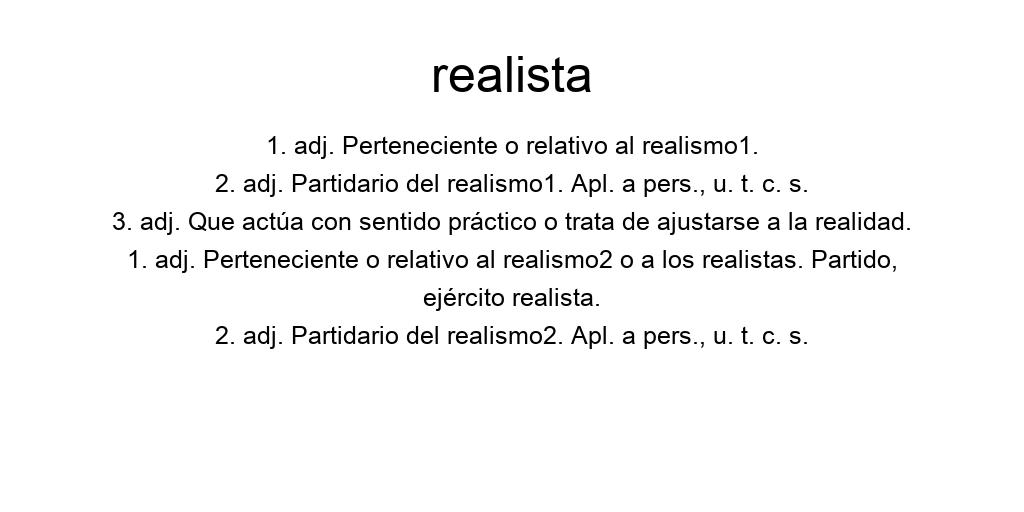 realista
1. adj. Perteneciente o relativo al realismo1.
2. adj. Partidario del realismo1. Apl. a pers., u. t. c. s.
3. adj. Que actúa con sentido práctico o trata de ajustarse a la realidad.
1. adj. Perteneciente o relativo al realismo2 o a los realistas. Partido,
ejército realista.
2. adj. Partidario del realismo2. Apl. a pers., u. t. c. s.